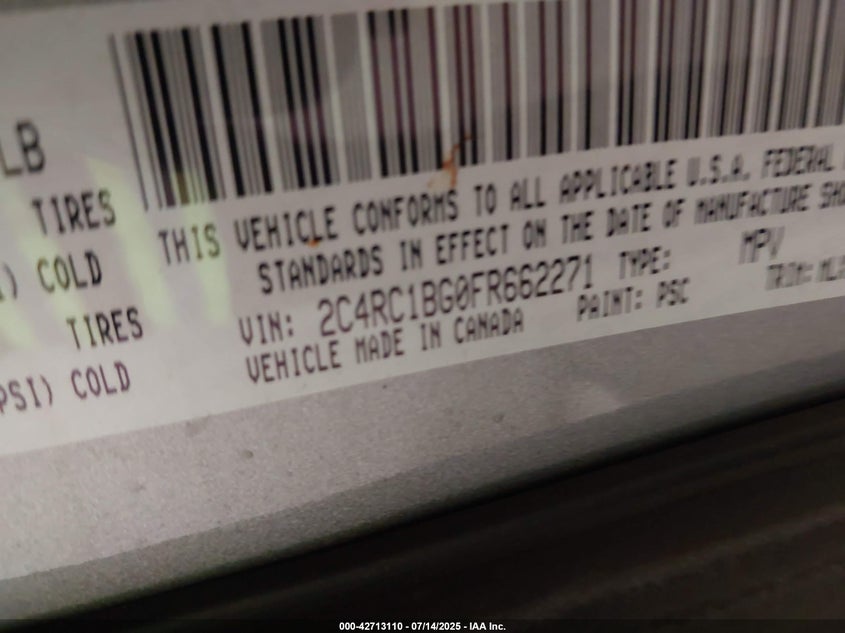 LB
TIRES
COLD
TIRES
PSI) COLD
THIS VEHICLE CONFORMS TO ALL APPLICABLE U.S.A. FEDERAL
STANDARDS IN EFFECT ON THE DATE OF MANUFACTURE
VIN: 2C4RC1BG0FR662271 TYPE: MPV
VEHICLE MADE IN CANADA PAINT: PSC TRIM:
000-42713110 - 07/14/2025 - IAA Inc.